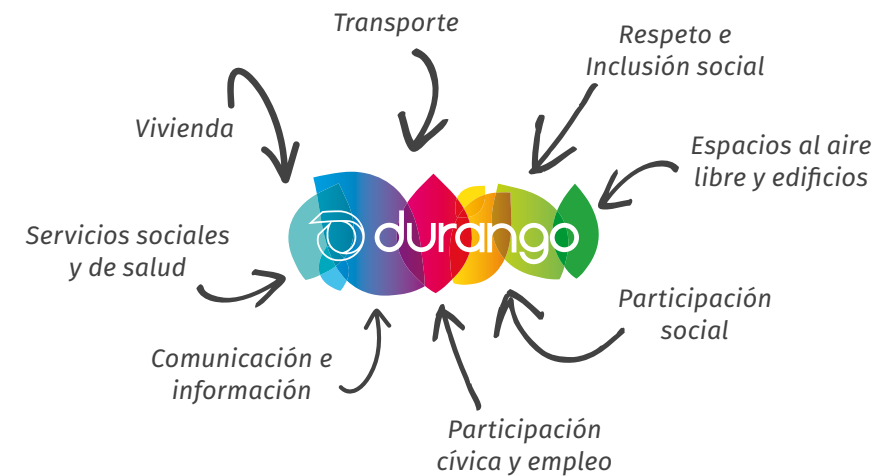 Transporte
Respeto e
Inclusión social
Vivienda
Espacios al aire
libre y edificios
durango
Servicios sociales
y de salud
Participación
social
Comunicación e
información
Participación
cívica y empleo